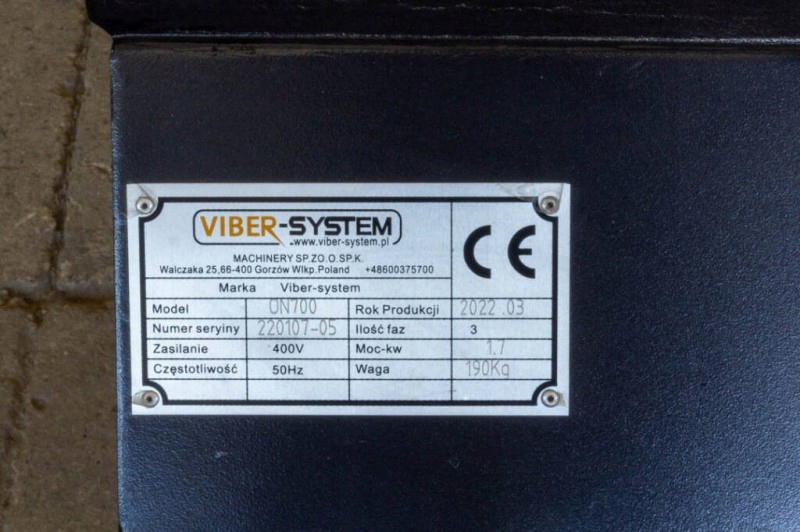 VIBER-SYSTEM
www.viber-system.pl
MACHINERY SP.ZO.O.SP.K.
Walczaka 25,66-400 Gorzów Wlkp.Poland +48600375700
CE
Marka Viber-system
Model ON700 Rok Produkcji 2022.03
Numer seryiny 220107-05 Ilość faz 3
Zasilanie 400V Moc-kw 1.7
Częstotliwość 50Hz Waga 190Kg